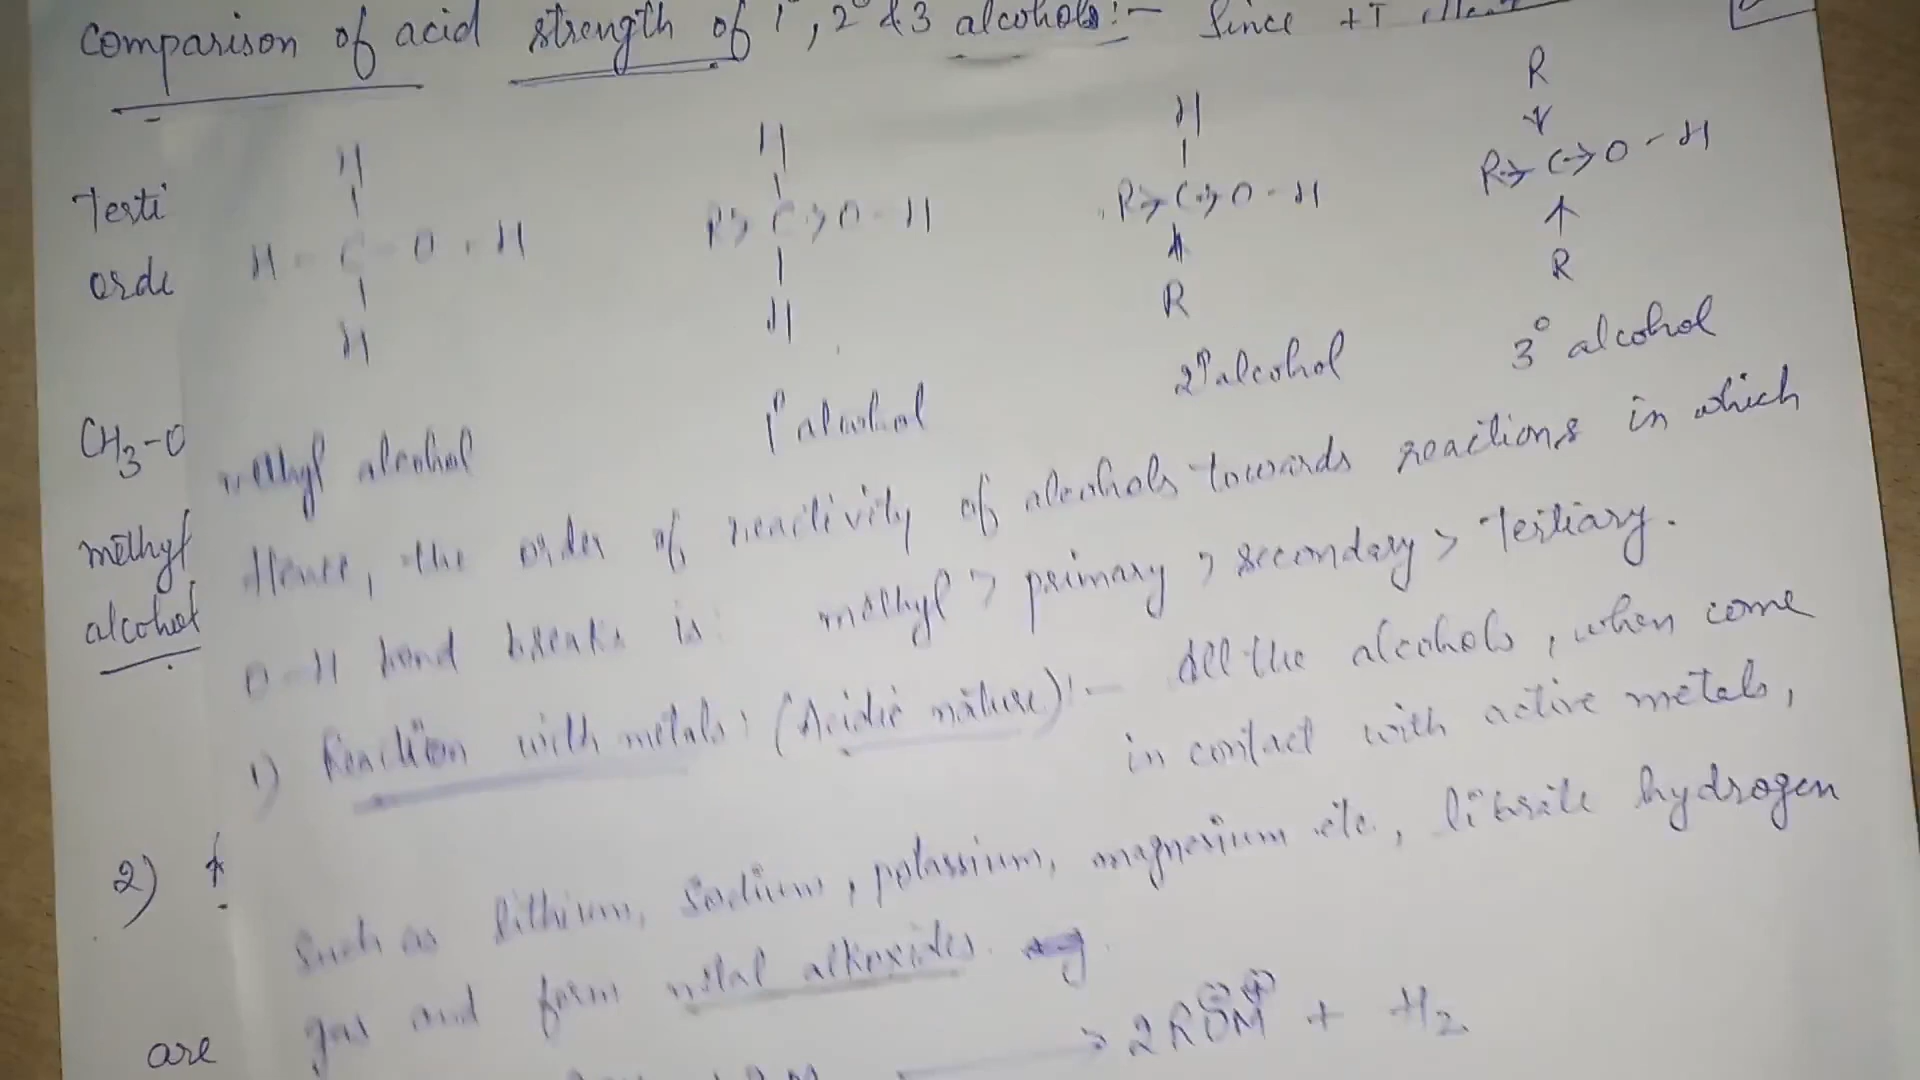 Comparison of acid strength of 1°, 2° & 3 alcohols:- Since +I effect
Terti
orde
H H H R
H - C - O - H R→C→O-H R→C→O-H R→C→O-H
H H R R
CH3-O methyl alcohol 1° alcohol 2° alcohol 3° alcohol
methyl
alcohol
Hence, the order of reactivity of alcohols towards reactions in which
O-H bond breaks is: methyl > primary > secondary > Tertiary.
1) Reaction with metals: (Acidic nature):- All the alcohols, when come
in contact with active metals,
2)
such as lithium, sodium, potassium, magnesium etc., librate hydrogen
gas and form metal alkoxides.
are
→ 2RO⊖M⊕ + H2